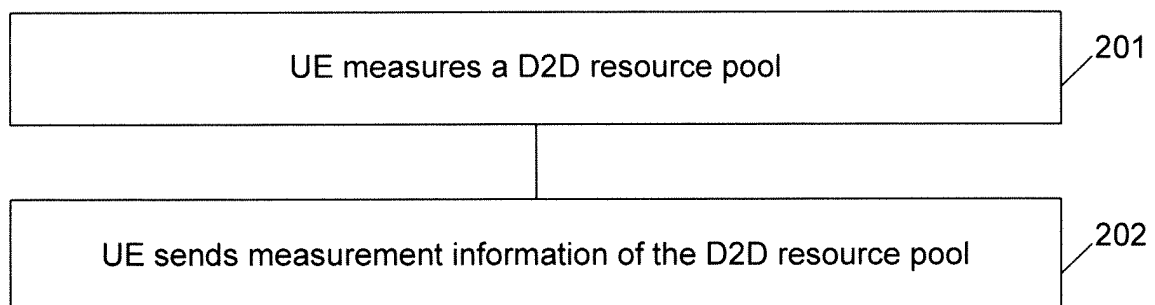 UE measures a D2D resource pool
201
UE sends measurement information of the D2D resource pool
202